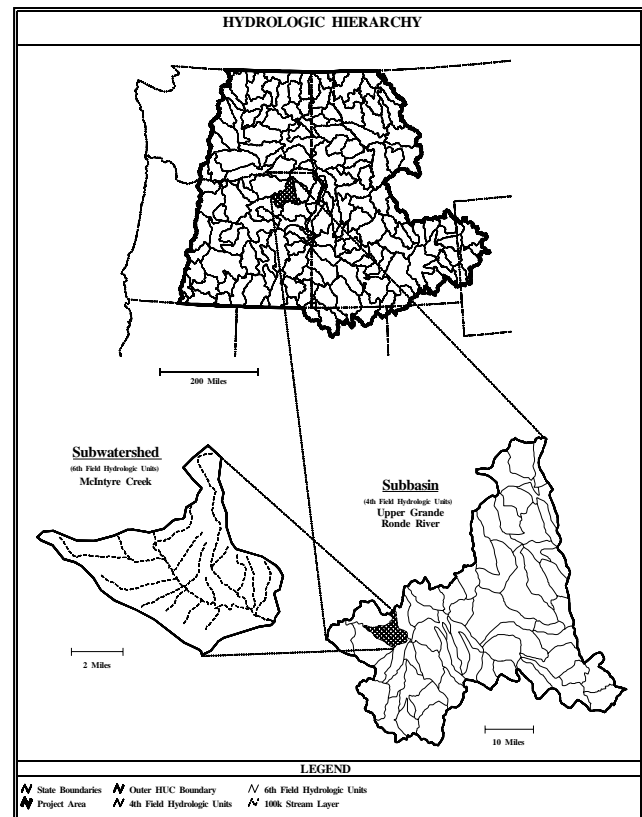 HYDROLOGIC HIERARCHY
200 Miles
Subwatershed
(6th Field Hydrologic Units)
McIntyre Creek
Subbasin
(4th Field Hydrologic Units)
Upper Grande
Ronde River
2 Miles
10 Miles
LEGEND
State Boundaries Outer HUC Boundary 6th Field Hydrologic Units
Project Area 4th Field Hydrologic Units 100k Stream Layer